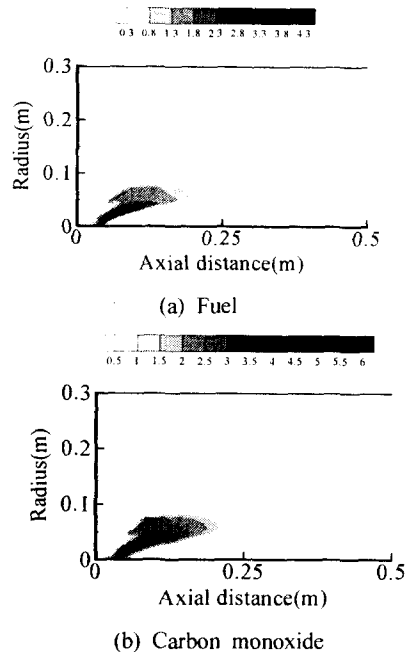 0.3 0.8 1.3 1.8 2.3 2.8 3.3 3.8 4.3
0.3
0.2
0.1
0
Radius(m)
0 0.25 0.5
Axial distance(m)
(a) Fuel
0.5 1 1.5 2 2.5 3 3.5 4 4.5 5 5.5 6
0.3
0.2
0.1
0
Radius(m)
0 0.25 0.5
Axial distance(m)
(b) Carbon monoxide